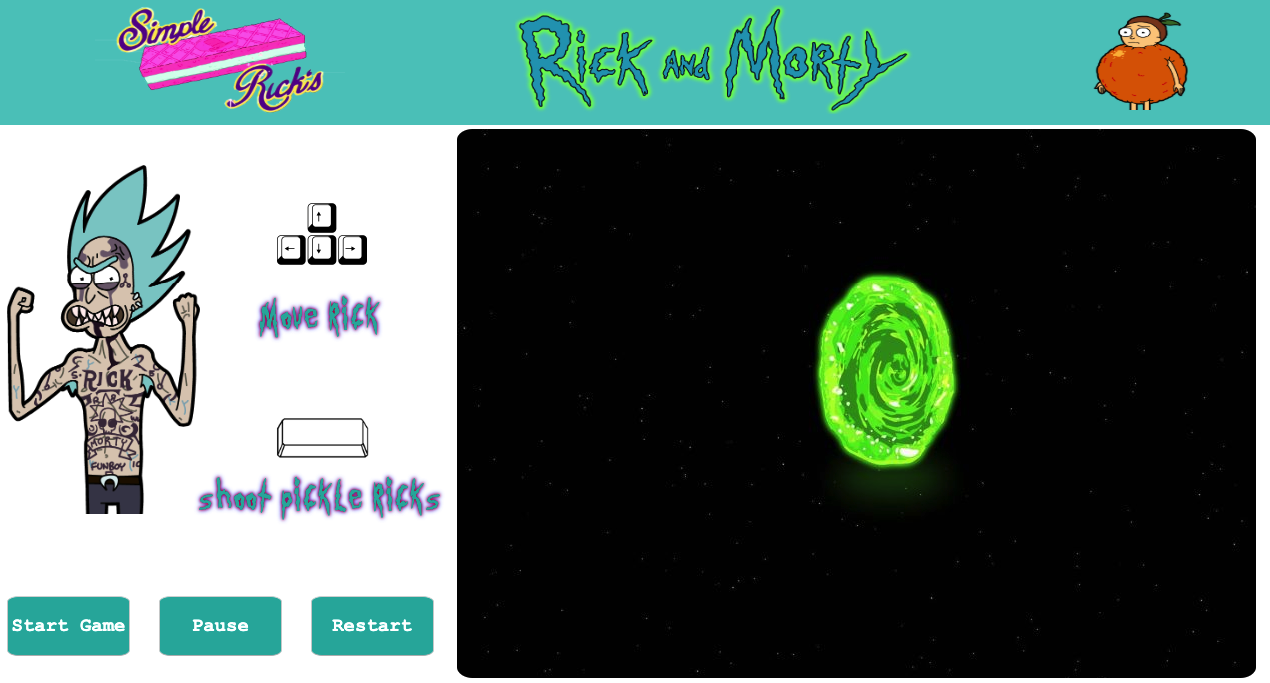 Simple
Rick's
Rick and Morty
↑
← ↓ →
Move Rick
RICK
MORTY
FUNBOY
shoot pickle Ricks
Start Game
Pause
Restart